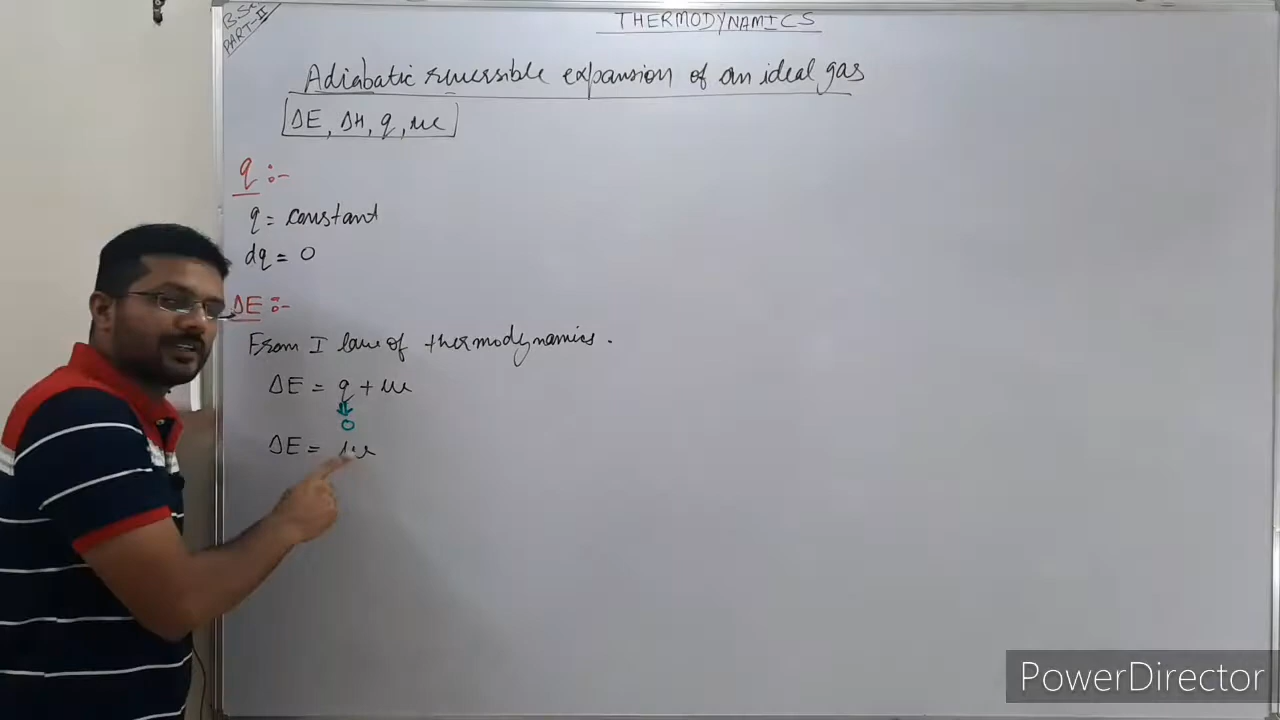 B.Sc
PART-II
THERMODYNAMICS
Adiabatic reversible expansion of an ideal gas
ΔE, ΔH, q, w
q :-
q = constant
dq = 0
ΔE :-
From I law of thermodynamics.
ΔE = q + w
0
ΔE = w
PowerDirector